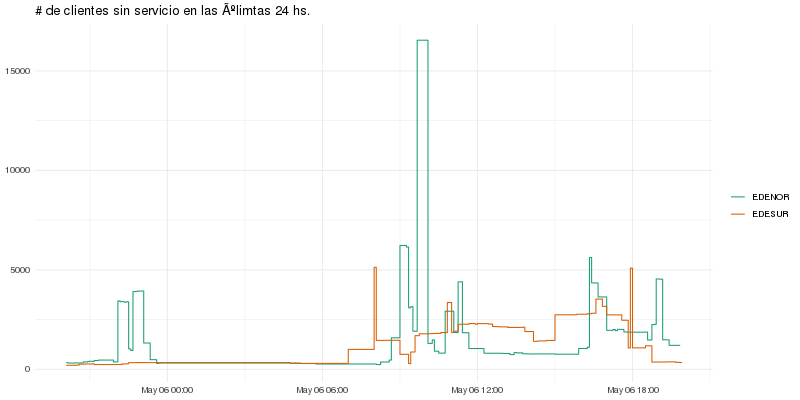 # de clientes sin servicio en las Ãºlimtas 24 hs.
15000
10000
5000
0
May 06 00:00
May 06 06:00
May 06 12:00
May 06 18:00
EDENOR
EDESUR